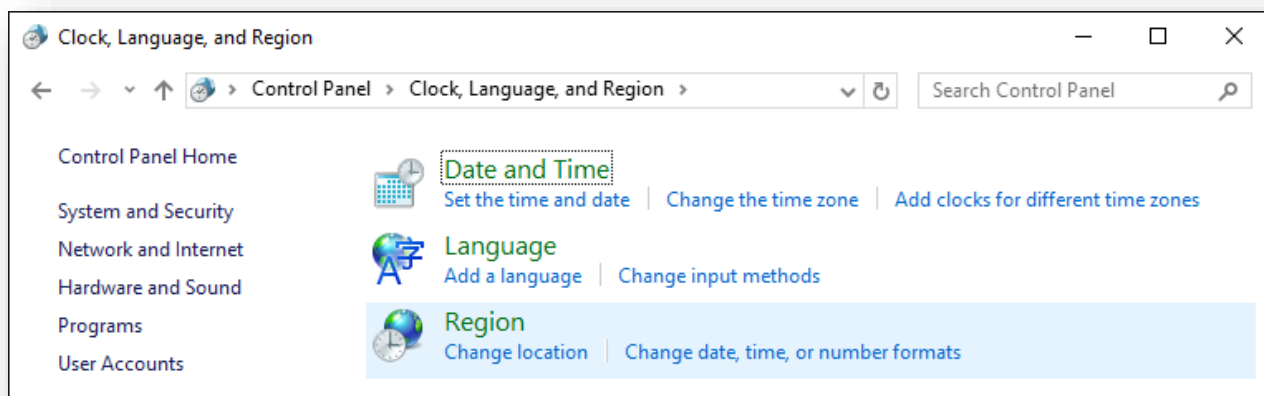 Clock, Language, and Region
Control Panel › Clock, Language, and Region ›
Search Control Panel
Control Panel Home
System and Security
Network and Internet
Hardware and Sound
Programs
User Accounts
Date and Time
Set the time and date | Change the time zone | Add clocks for different time zones
A字
Language
Add a language | Change input methods
Region
Change location | Change date, time, or number formats